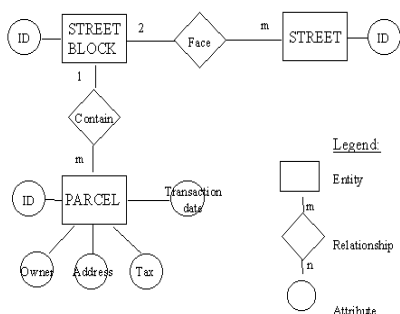 ID
STREET
BLOCK
2
Face
m
STREET
ID
1
Contain
m
ID
PARCEL
Transaction
date
Owner
Address
Tax
Legend:
Entity
m
Relationship
n
Attribute